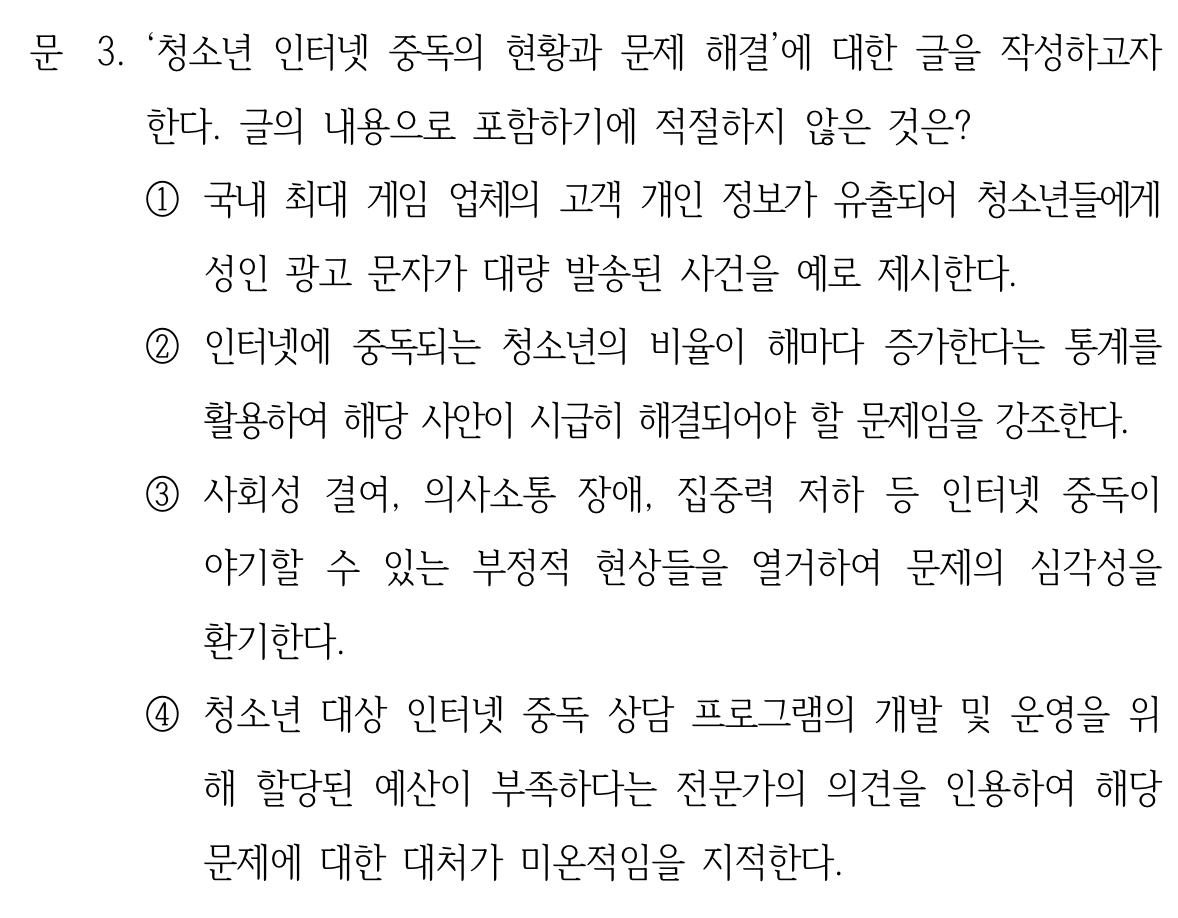 문 3. ‘청소년 인터넷 중독의 현황과 문제 해결’에 대한 글을 작성하고자
한다. 글의 내용으로 포함하기에 적절하지 않은 것은?
① 국내 최대 게임 업체의 고객 개인 정보가 유출되어 청소년들에게
성인 광고 문자가 대량 발송된 사건을 예로 제시한다.
② 인터넷에 중독되는 청소년의 비율이 해마다 증가한다는 통계를
활용하여 해당 사안이 시급히 해결되어야 할 문제임을 강조한다.
③ 사회성 결여, 의사소통 장애, 집중력 저하 등 인터넷 중독이
야기할 수 있는 부정적 현상들을 열거하여 문제의 심각성을
환기한다.
④ 청소년 대상 인터넷 중독 상담 프로그램의 개발 및 운영을 위
해 할당된 예산이 부족하다는 전문가의 의견을 인용하여 해당
문제에 대한 대처가 미온적임을 지적한다.